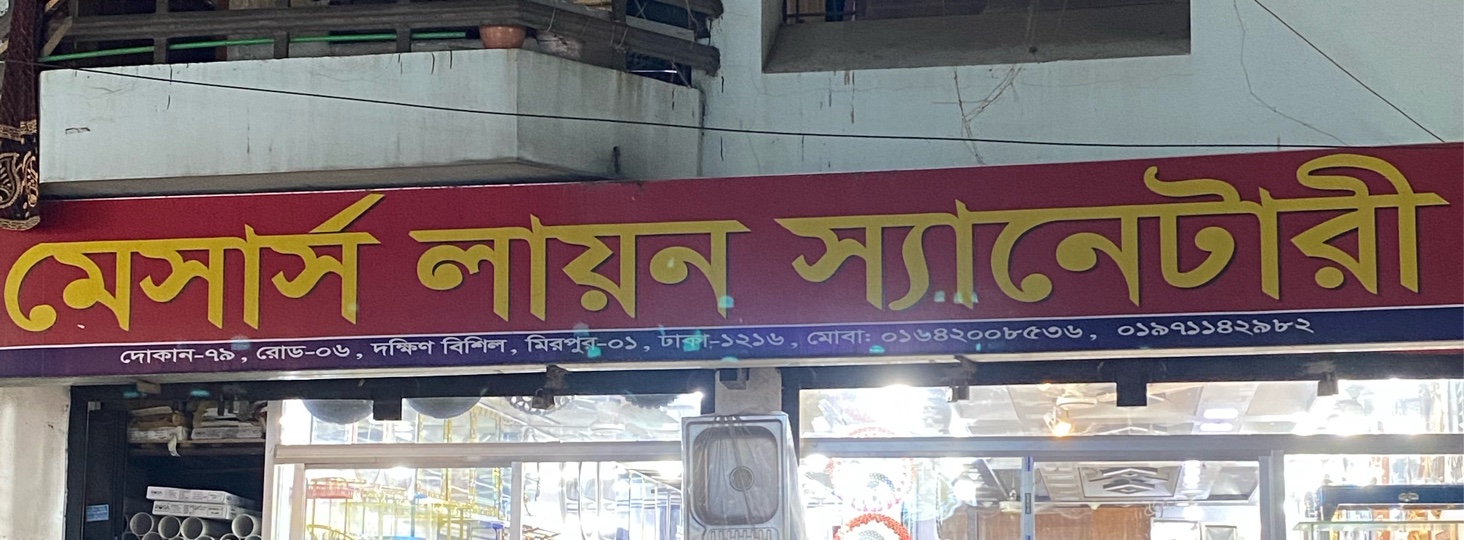 মেসার্স লায়ন স্যানেটারী
দোকান-৭৯, রোড-০৬, দক্ষিণ বিশিল, মিরপুর-০১, ঢাকা-১২১৬, মোবা: ০১৬৪২০০৮৫৩৬, ০১৯৭১১৪২৯৮২